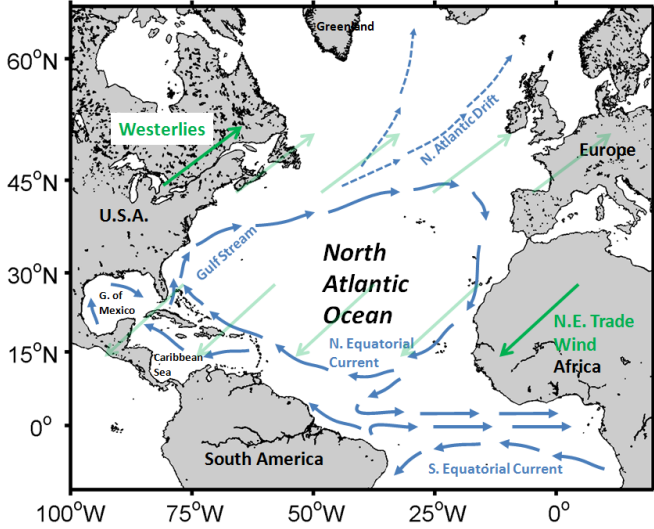 Greenland
60°N
Westerlies
N. Atlantic Drift
Europe
45°N
U.S.A.
Gulf Stream
North
Atlantic
Ocean
30°N
G. of
Mexico
N.E. Trade
Wind
N. Equatorial
Current
15°N
Caribbean
Sea
Africa
0°
South America
S. Equatorial Current
100°W
75°W
50°W
25°W
0°